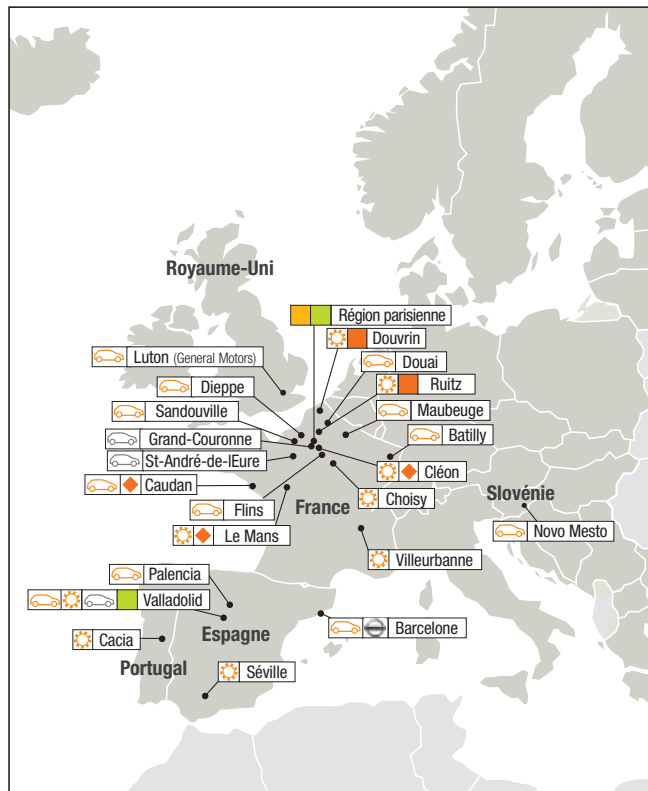 Royaume-Uni
Région parisienne
Douvrin
Luton (General Motors)
Douai
Dieppe
Ruitz
Sandouville
Maubeuge
Grand-Couronne
Batilly
St-André-de-lEure
Cléon
Caudan
Choisy
Slovénie
Flins
France
Le Mans
Novo Mesto
Villeurbanne
Palencia
Valladolid
Espagne
Barcelone
Cacia
Portugal
Séville